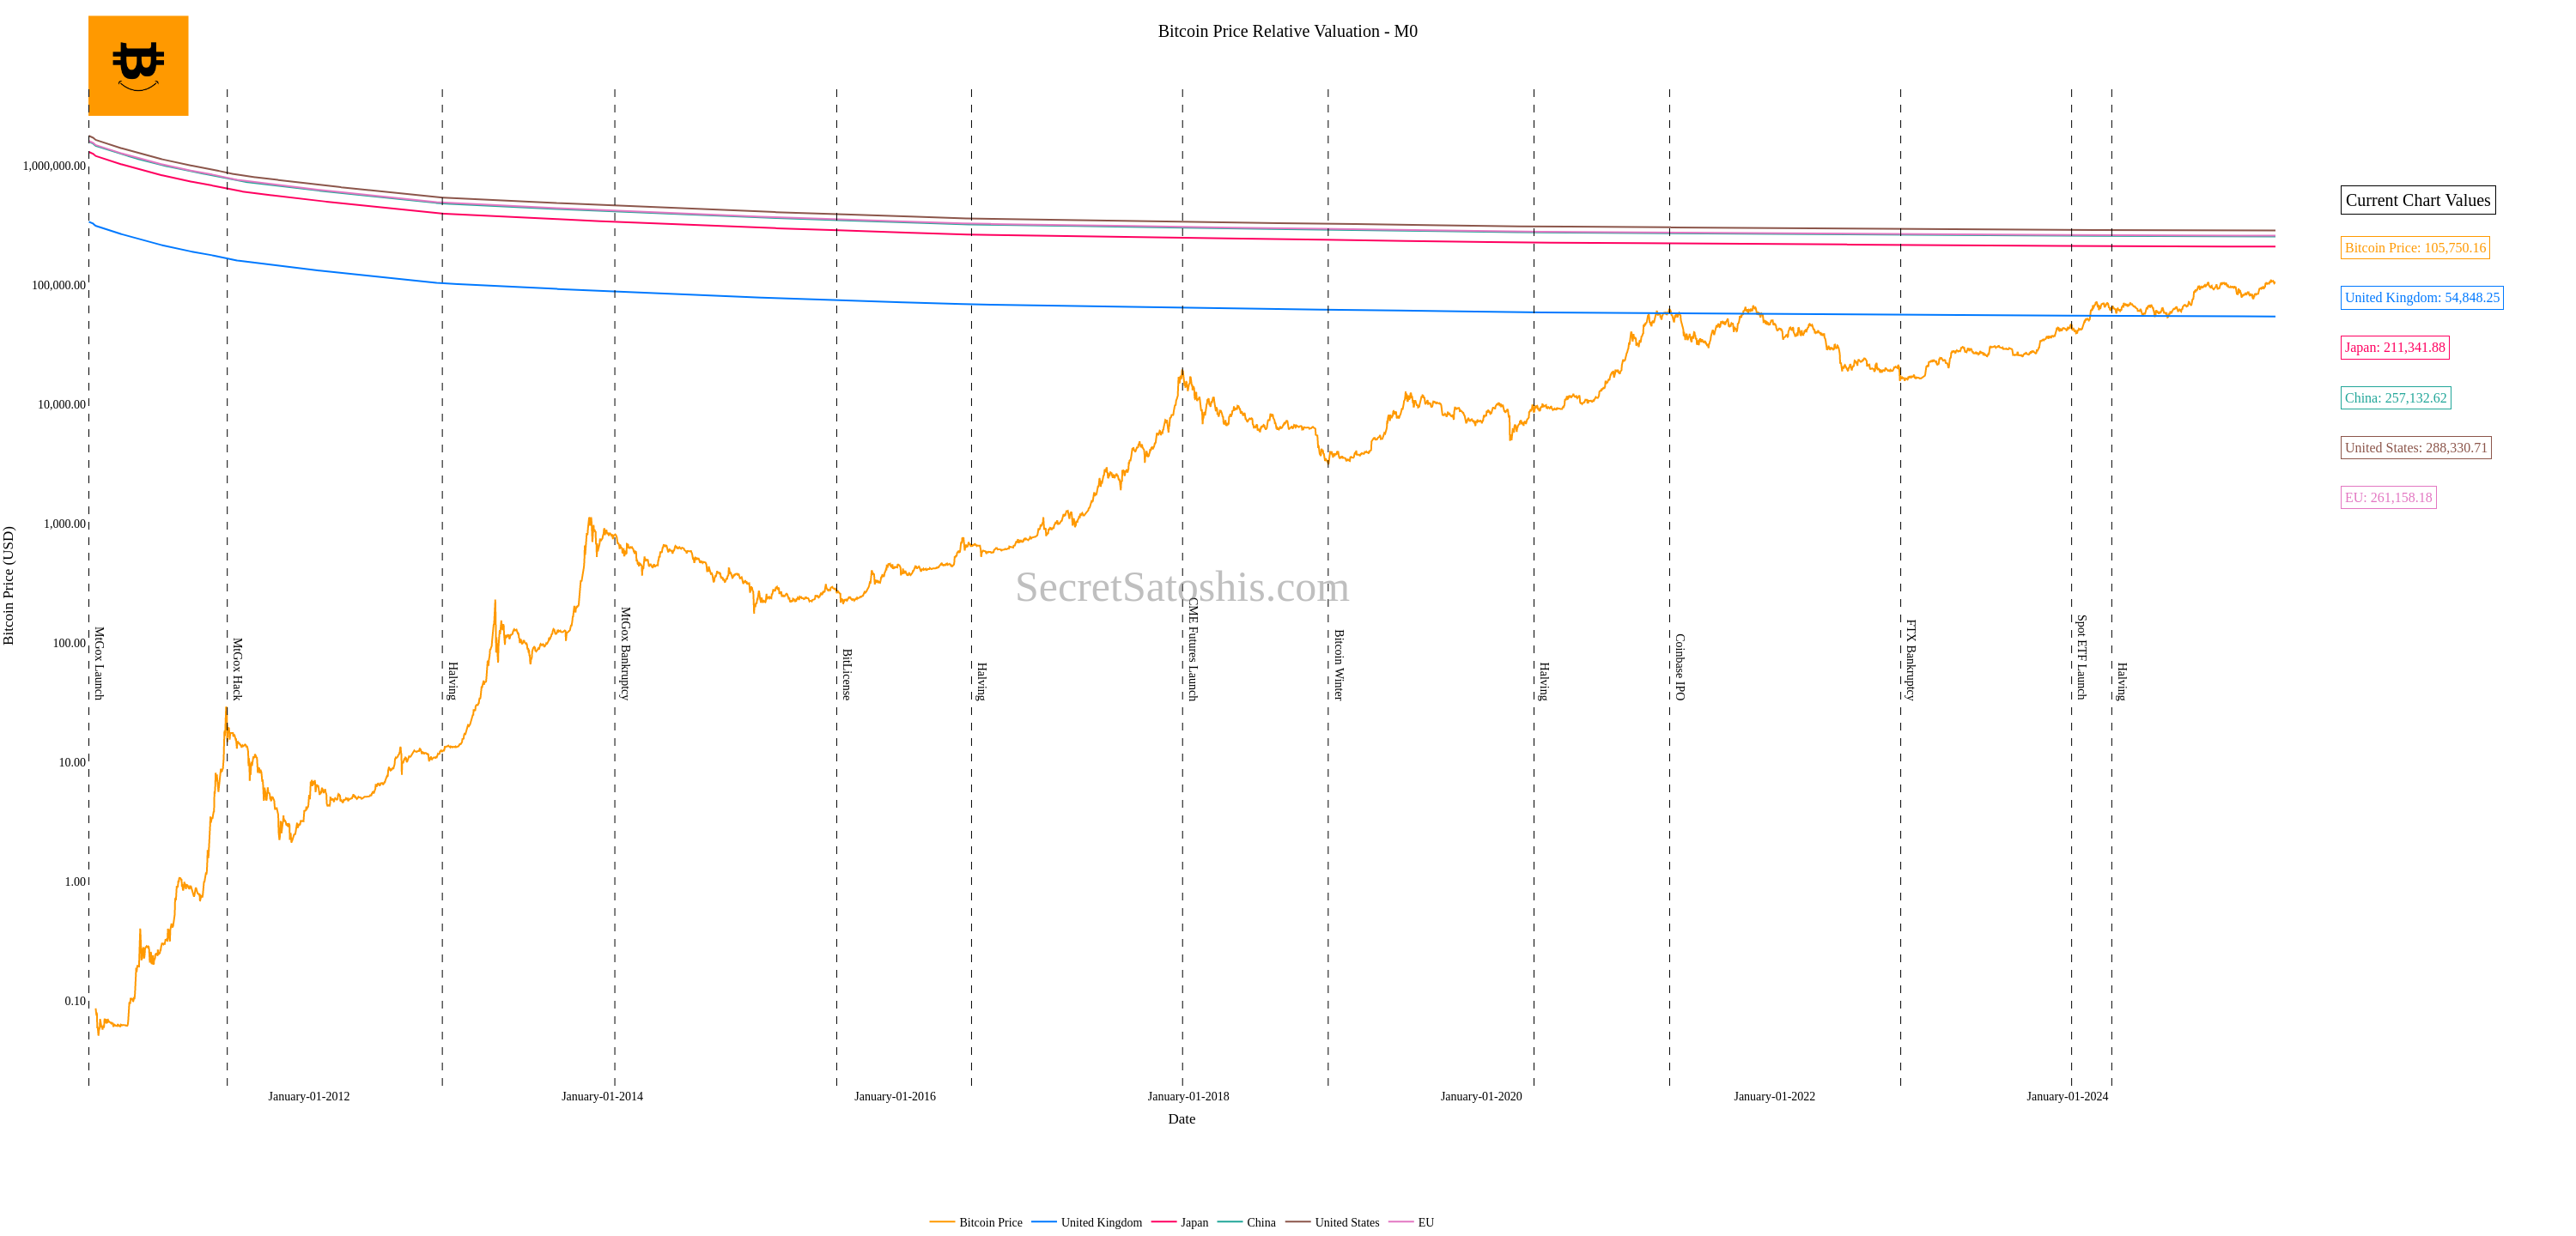 Bitcoin Price Relative Valuation - M0
1,000,000.00
100,000.00
10,000.00
1,000.00
100.00
10.00
1.00
0.10
Bitcoin Price (USD)
MtGox Launch
MtGox Hack
Halving
MtGox Bankruptcy
BitLicense
Halving
CME Futures Launch
Bitcoin Winter
Halving
Coinbase IPO
FTX Bankruptcy
Spot ETF Launch
Halving
SecretSatoshis.com
January-01-2012
January-01-2014
January-01-2016
January-01-2018
January-01-2020
January-01-2022
January-01-2024
Date
Current Chart Values
Bitcoin Price: 105,750.16
United Kingdom: 54,848.25
Japan: 211,341.88
China: 257,132.62
United States: 288,330.71
EU: 261,158.18
Bitcoin Price
United Kingdom
Japan
China
United States
EU